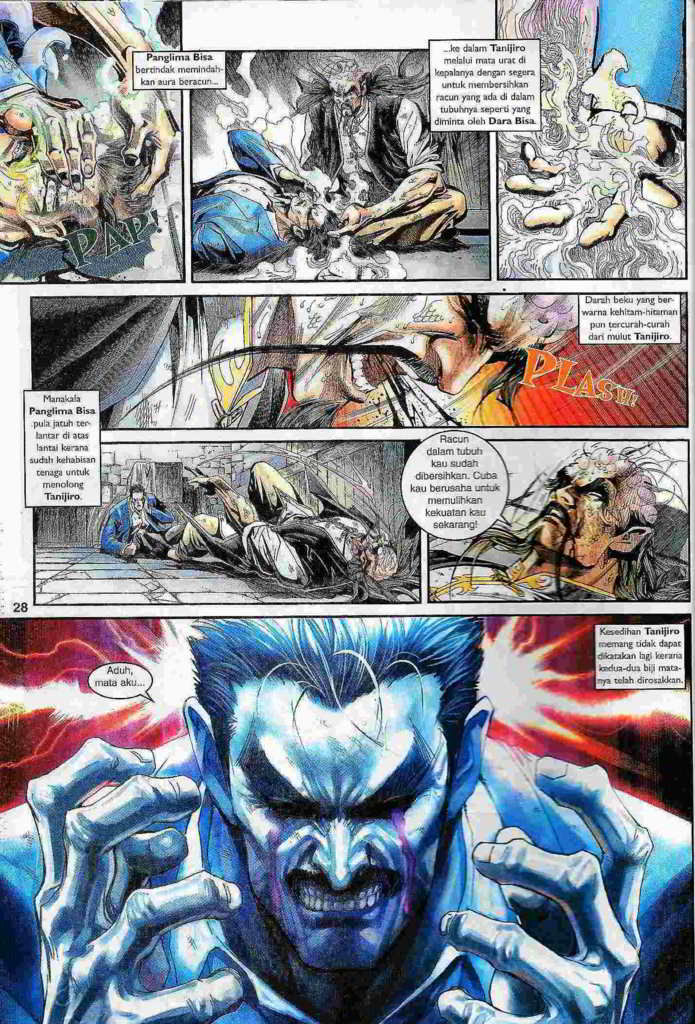 Panglima Bisa
bertindak memindah-
kan aura beracun...
...ke dalam Tanijiro
melalui mata urat di
kepalanya dengan segera
untuk membersihkan
racun yang ada di dalam
tubuhnya seperti yang
diminta oleh Dara Bisa.
PAP!
Darah beku yang ber-
warna kehitam-hitaman
pun tercurah-curah
dari mulut Tanijiro.
PLASH!!
Manakala
Panglima Bisa
pula jatuh ter-
lantar di atas
lantai kerana
sudah kehabisan
tenaga untuk
menolong
Tanijiro.
Racun
dalam tubuh
kau sudah
dibersihkan. Cuba
kau berusaha untuk
memulihkan
kekuatan kau
sekarang!
28
Aduh,
mata aku...
Kesedihan Tanijiro
memang tidak dapat
dikatakan lagi kerana
kedua-dua biji mata-
nya telah dirosakkan.